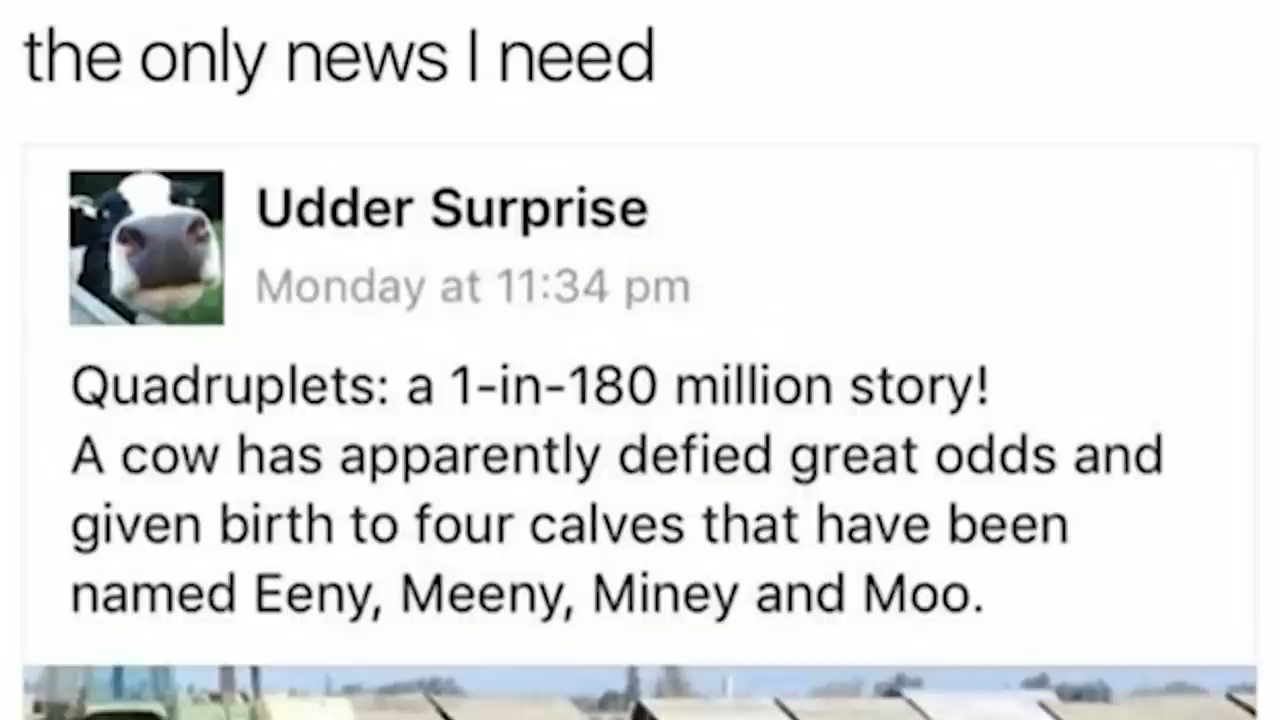 the only news I need
Udder Surprise
Monday at 11:34 pm
Quadruplets: a 1-in-180 million story!
A cow has apparently defied great odds and
given birth to four calves that have been
named Eeny, Meeny, Miney and Moo.